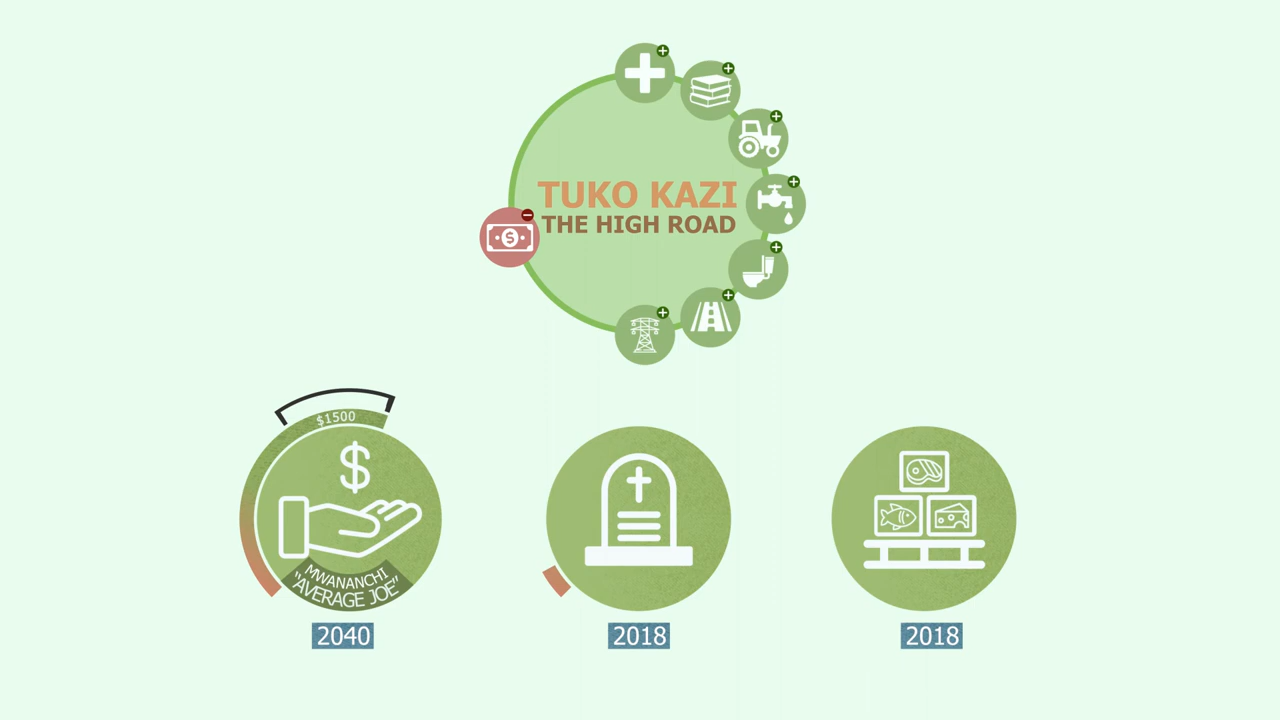 TUKO KAZI
THE HIGH ROAD
$1500
$
MWANANCHI
"AVERAGE JOE"
2040
2018
2018